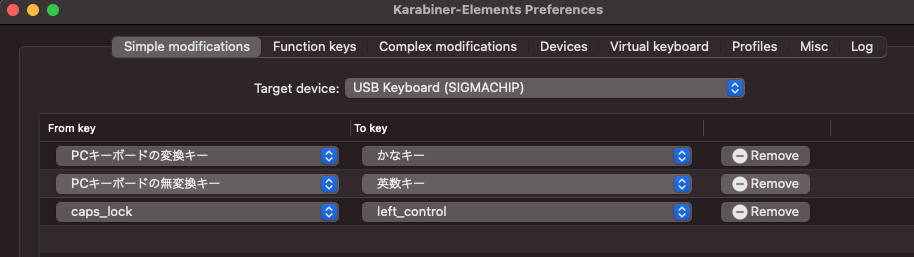 Karabiner-Elements Preferences
Simple modifications Function keys Complex modifications Devices Virtual keyboard Profiles Misc Log
Target device: USB Keyboard (SIGMACHIP)
From key To key
PCキーボードの変換キー かなキー Remove
PCキーボードの無変換キー 英数キー Remove
caps_lock left_control Remove